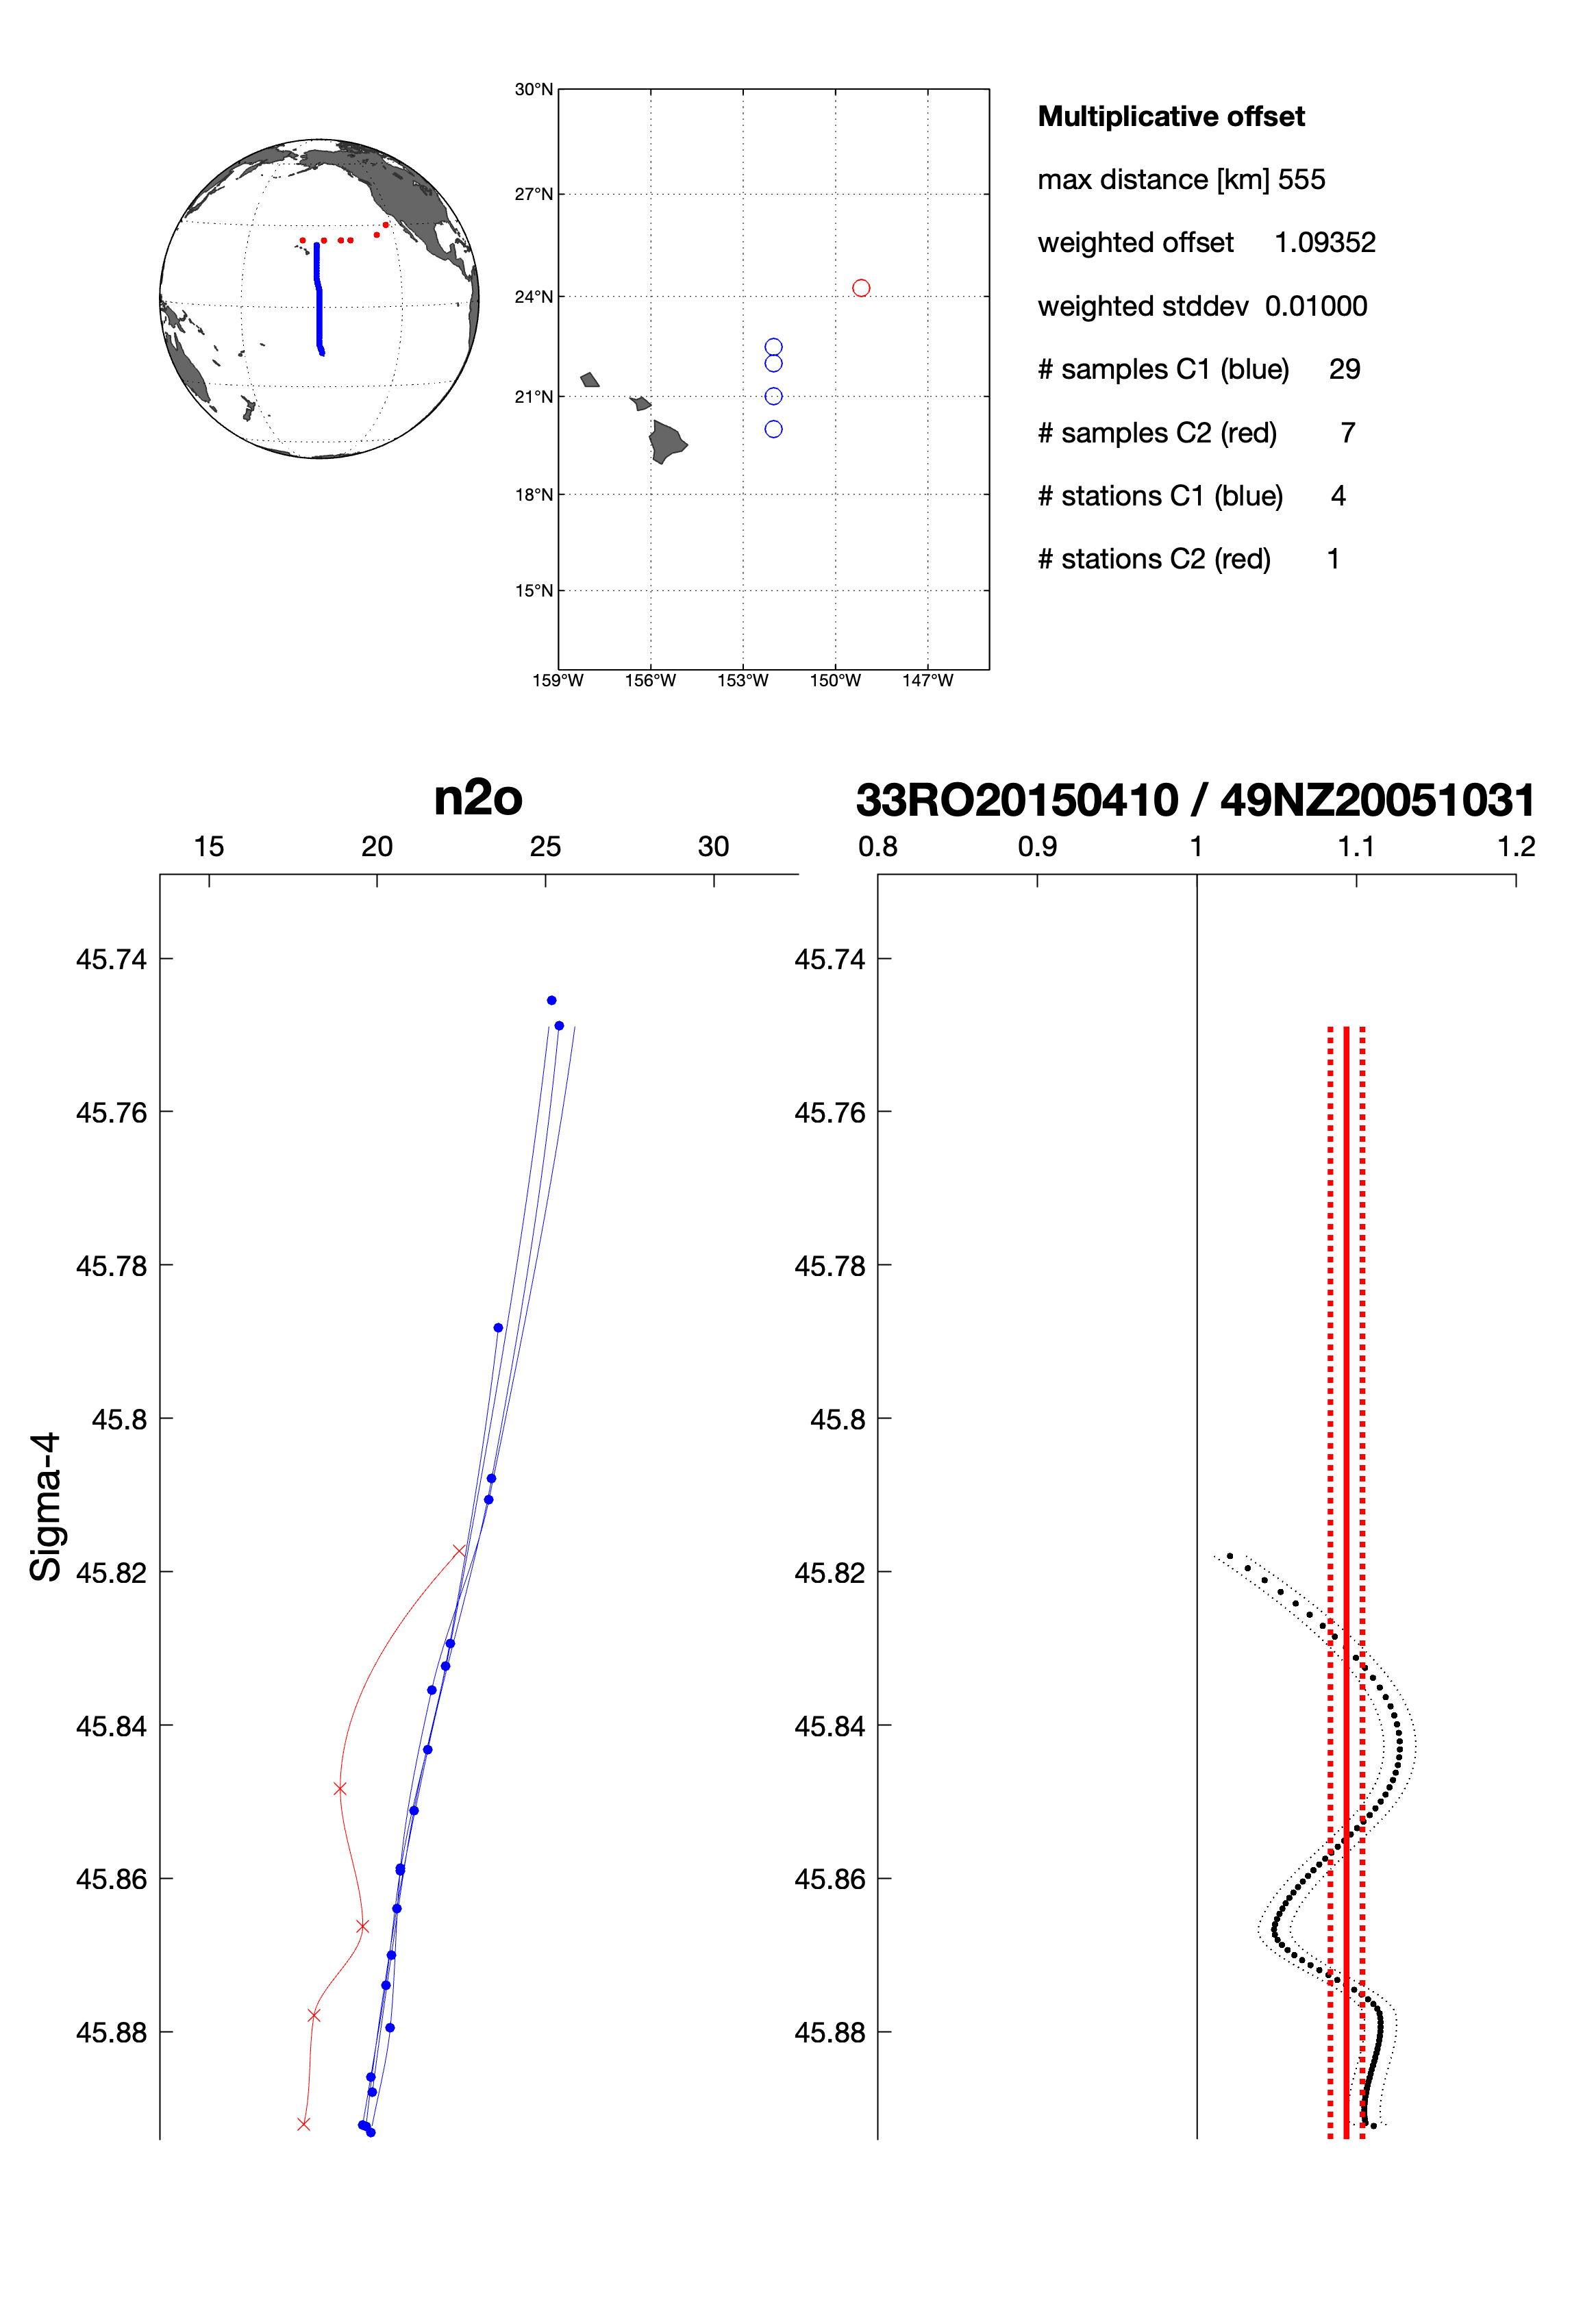 30°N
27°N
24°N
21°N
18°N
15°N
159°W 156°W 153°W 150°W 147°W
Multiplicative offset
max distance [km] 555
weighted offset 1.09352
weighted stddev 0.01000
# samples C1 (blue) 29
# samples C2 (red) 7
# stations C1 (blue) 4
# stations C2 (red) 1
n2o
15 20 25 30
45.74
45.76
45.78
45.8
45.82
45.84
45.86
45.88
Sigma-4
33RO20150410 / 49NZ20051031
0.8 0.9 1 1.1 1.2
45.74
45.76
45.78
45.8
45.82
45.84
45.86
45.88